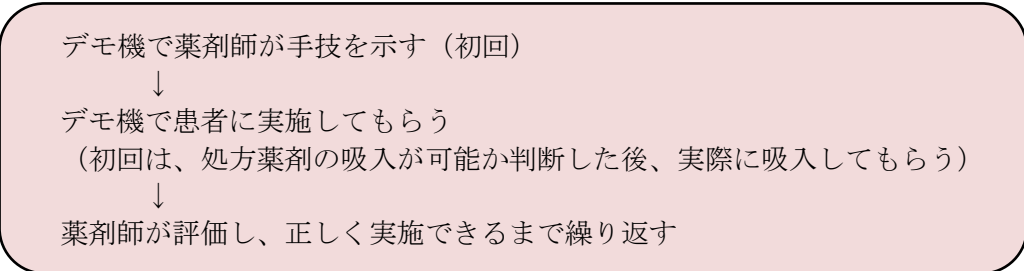 デモ機で薬剤師が手技を示す（初回）
↓
デモ機で患者に実施してもらう
（初回は、処方薬剤の吸入が可能か判断した後、実際に吸入してもらう）
↓
薬剤師が評価し、正しく実施できるまで繰り返す